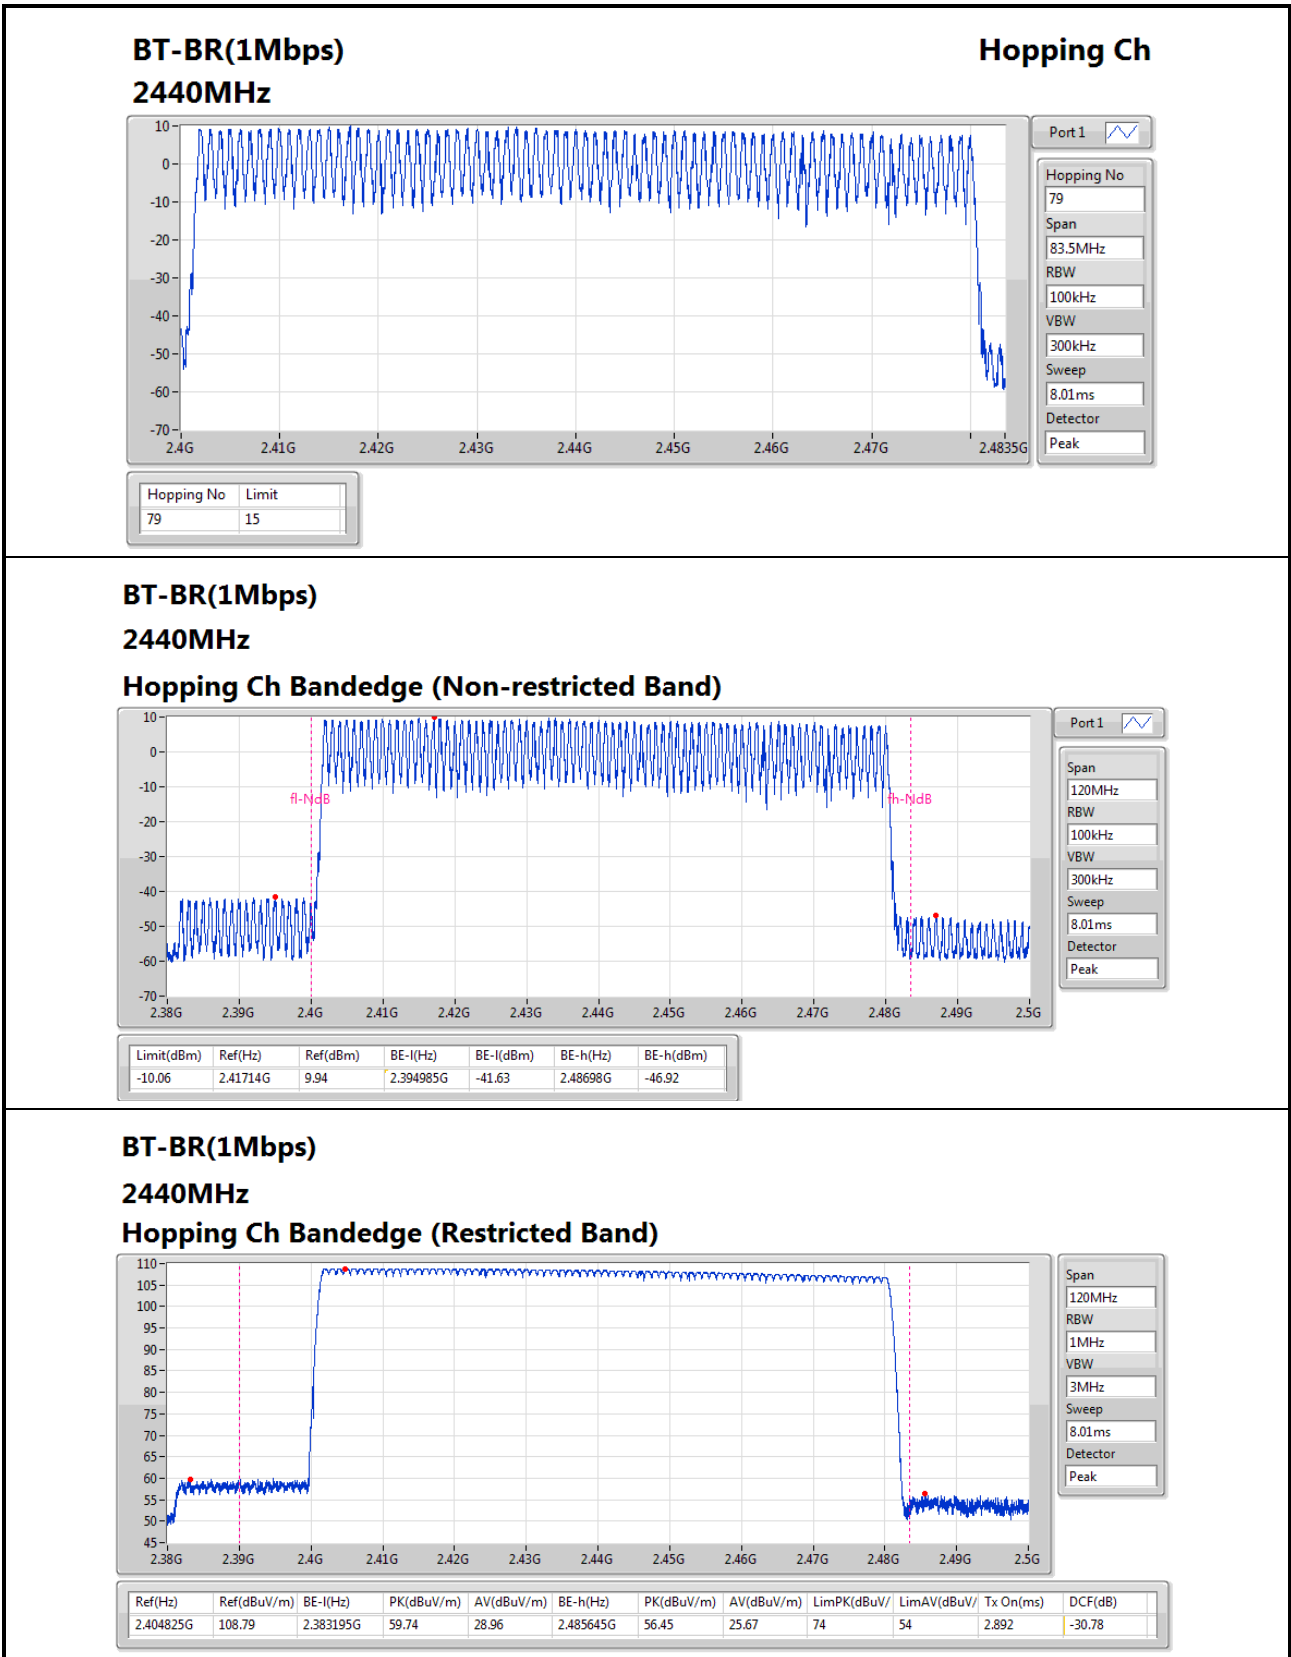 BT-BR(1Mbps) Hopping Ch
2440MHz
Port 1
10
0
-10
-20
-30
-40
-50
-60
-70
2.4G 2.41G 2.42G 2.43G 2.44G 2.45G 2.46G 2.47G 2.4835G
Hopping No
79
Span
83.5MHz
RBW
100kHz
VBW
300kHz
Sweep
8.01ms
Detector
Peak
Hopping No Limit
79 15
BT-BR(1Mbps)
2440MHz
Hopping Ch Bandedge (Non-restricted Band)
Port 1
10
0
-10
fl-NdB fh-NdB
-20
-30
-40
-50
-60
-70
2.38G 2.39G 2.4G 2.41G 2.42G 2.43G 2.44G 2.45G 2.46G 2.47G 2.48G 2.49G 2.5G
Span
120MHz
RBW
100kHz
VBW
300kHz
Sweep
8.01ms
Detector
Peak
Limit(dBm) Ref(Hz) Ref(dBm) BE-l(Hz) BE-l(dBm) BE-h(Hz) BE-h(dBm)
-10.06 2.41714G 9.94 2.394985G -41.63 2.48698G -46.92
BT-BR(1Mbps)
2440MHz
Hopping Ch Bandedge (Restricted Band)
110
105
100
95
90
85
80
75
70
65
60
55
50
45
2.38G 2.39G 2.4G 2.41G 2.42G 2.43G 2.44G 2.45G 2.46G 2.47G 2.48G 2.49G 2.5G
Span
120MHz
RBW
1MHz
VBW
3MHz
Sweep
8.01ms
Detector
Peak
Ref(Hz) Ref(dBuV/m) BE-l(Hz) PK(dBuV/m) AV(dBuV/m) BE-h(Hz) PK(dBuV/m) AV(dBuV/m) LimPK(dBuV/ LimAV(dBuV/ Tx On(ms) DCF(dB)
2.404825G 108.79 2.383195G 59.74 28.96 2.485645G 56.45 25.67 74 54 2.892 -30.78